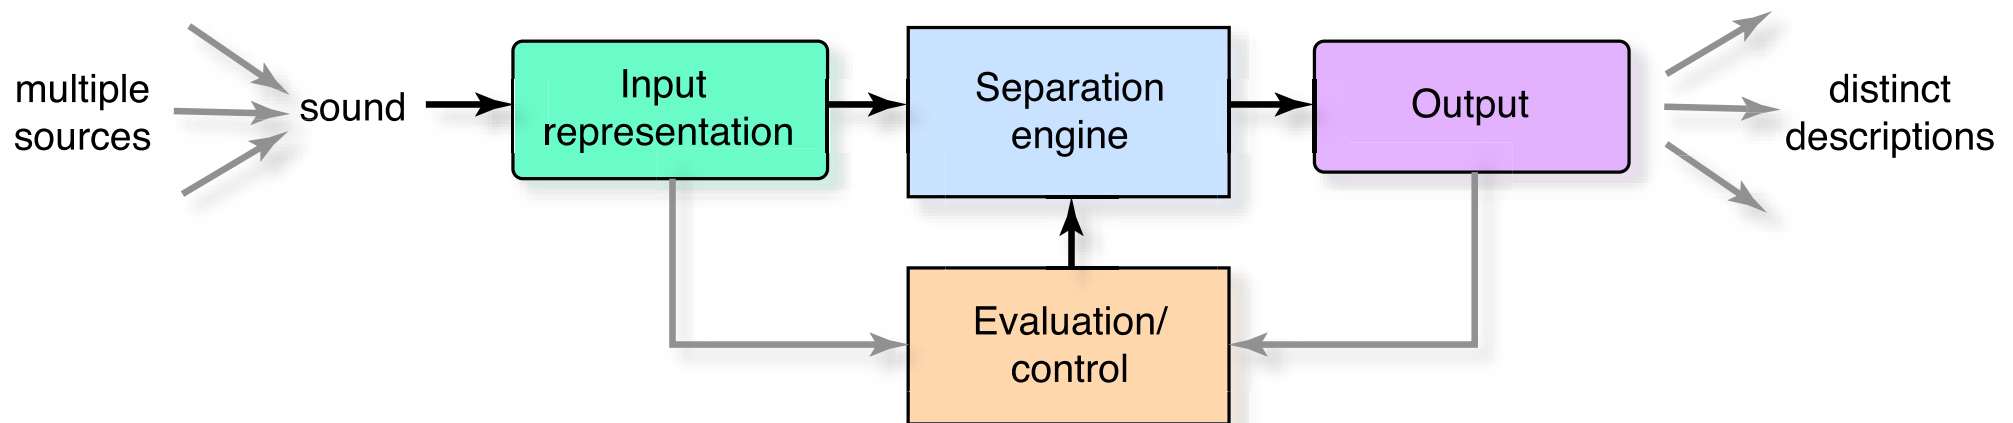 multiple
sources
sound
Input
representation
Separation
engine
Output
distinct
descriptions
Evaluation/
control